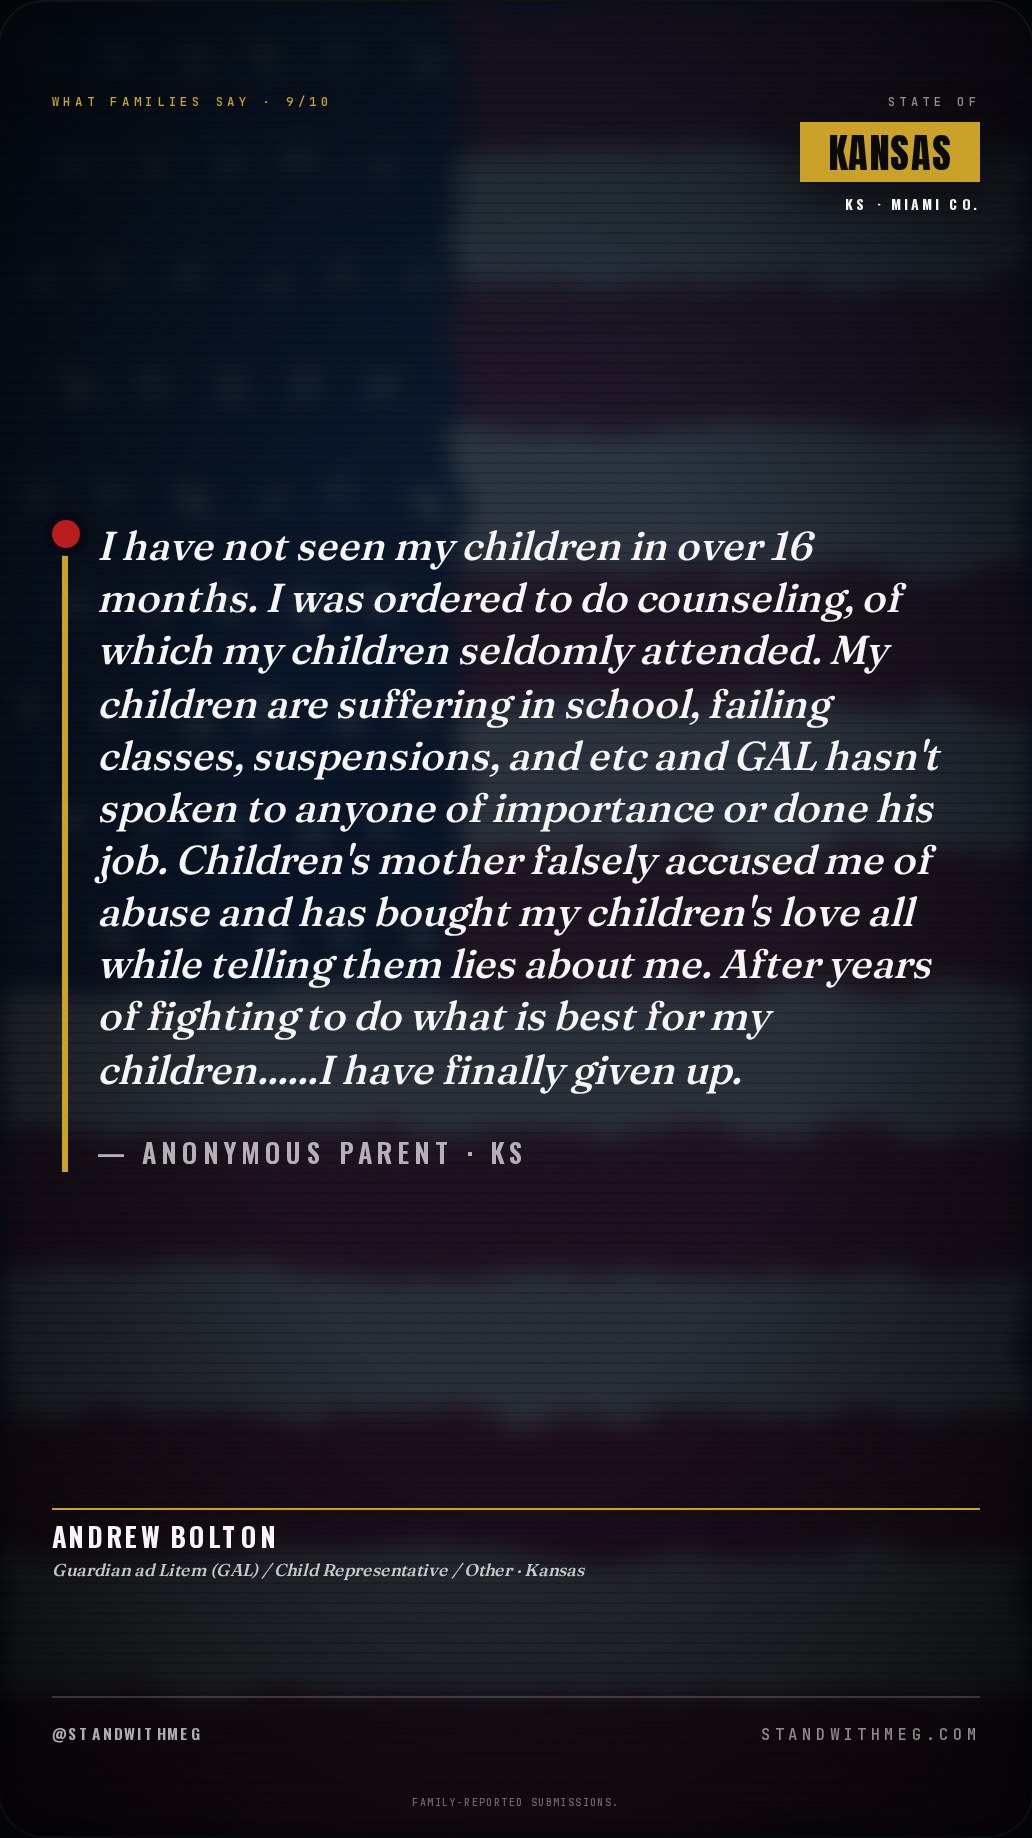 WHAT FAMILIES SAY · 9/10
STATE OF
KANSAS
KS · MIAMI CO.
I have not seen my children in over 16
months. I was ordered to do counseling, of
which my children seldomly attended. My
children are suffering in school, failing
classes, suspensions, and etc and GAL hasn't
spoken to anyone of importance or done his
job. Children's mother falsely accused me of
abuse and has bought my children's love all
while telling them lies about me. After years
of fighting to do what is best for my
children......I have finally given up.
— ANONYMOUS PARENT · KS
ANDREW BOLTON
Guardian ad Litem (GAL) / Child Representative / Other · Kansas
@STANDWITHMEG
STANDWITHMEG.COM
FAMILY-REPORTED SUBMISSIONS.